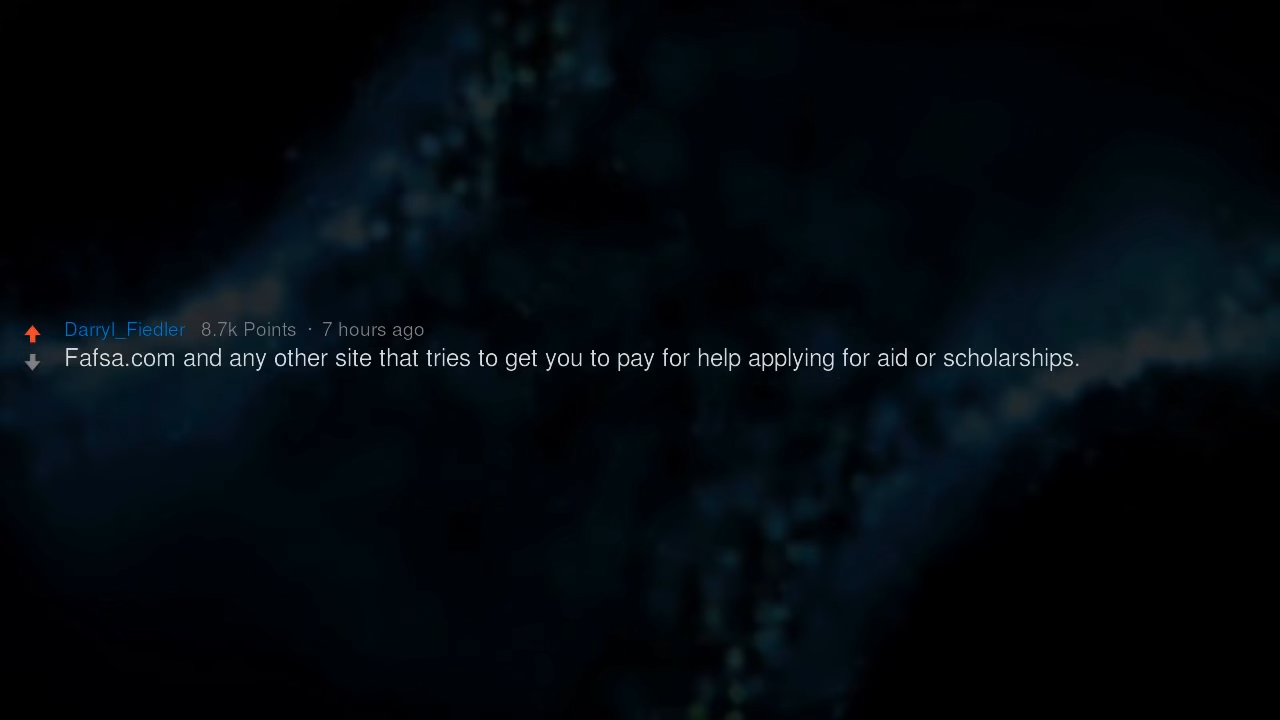 Darryl_Fiedler 8.7k Points · 7 hours ago
Fafsa.com and any other site that tries to get you to pay for help applying for aid or scholarships.